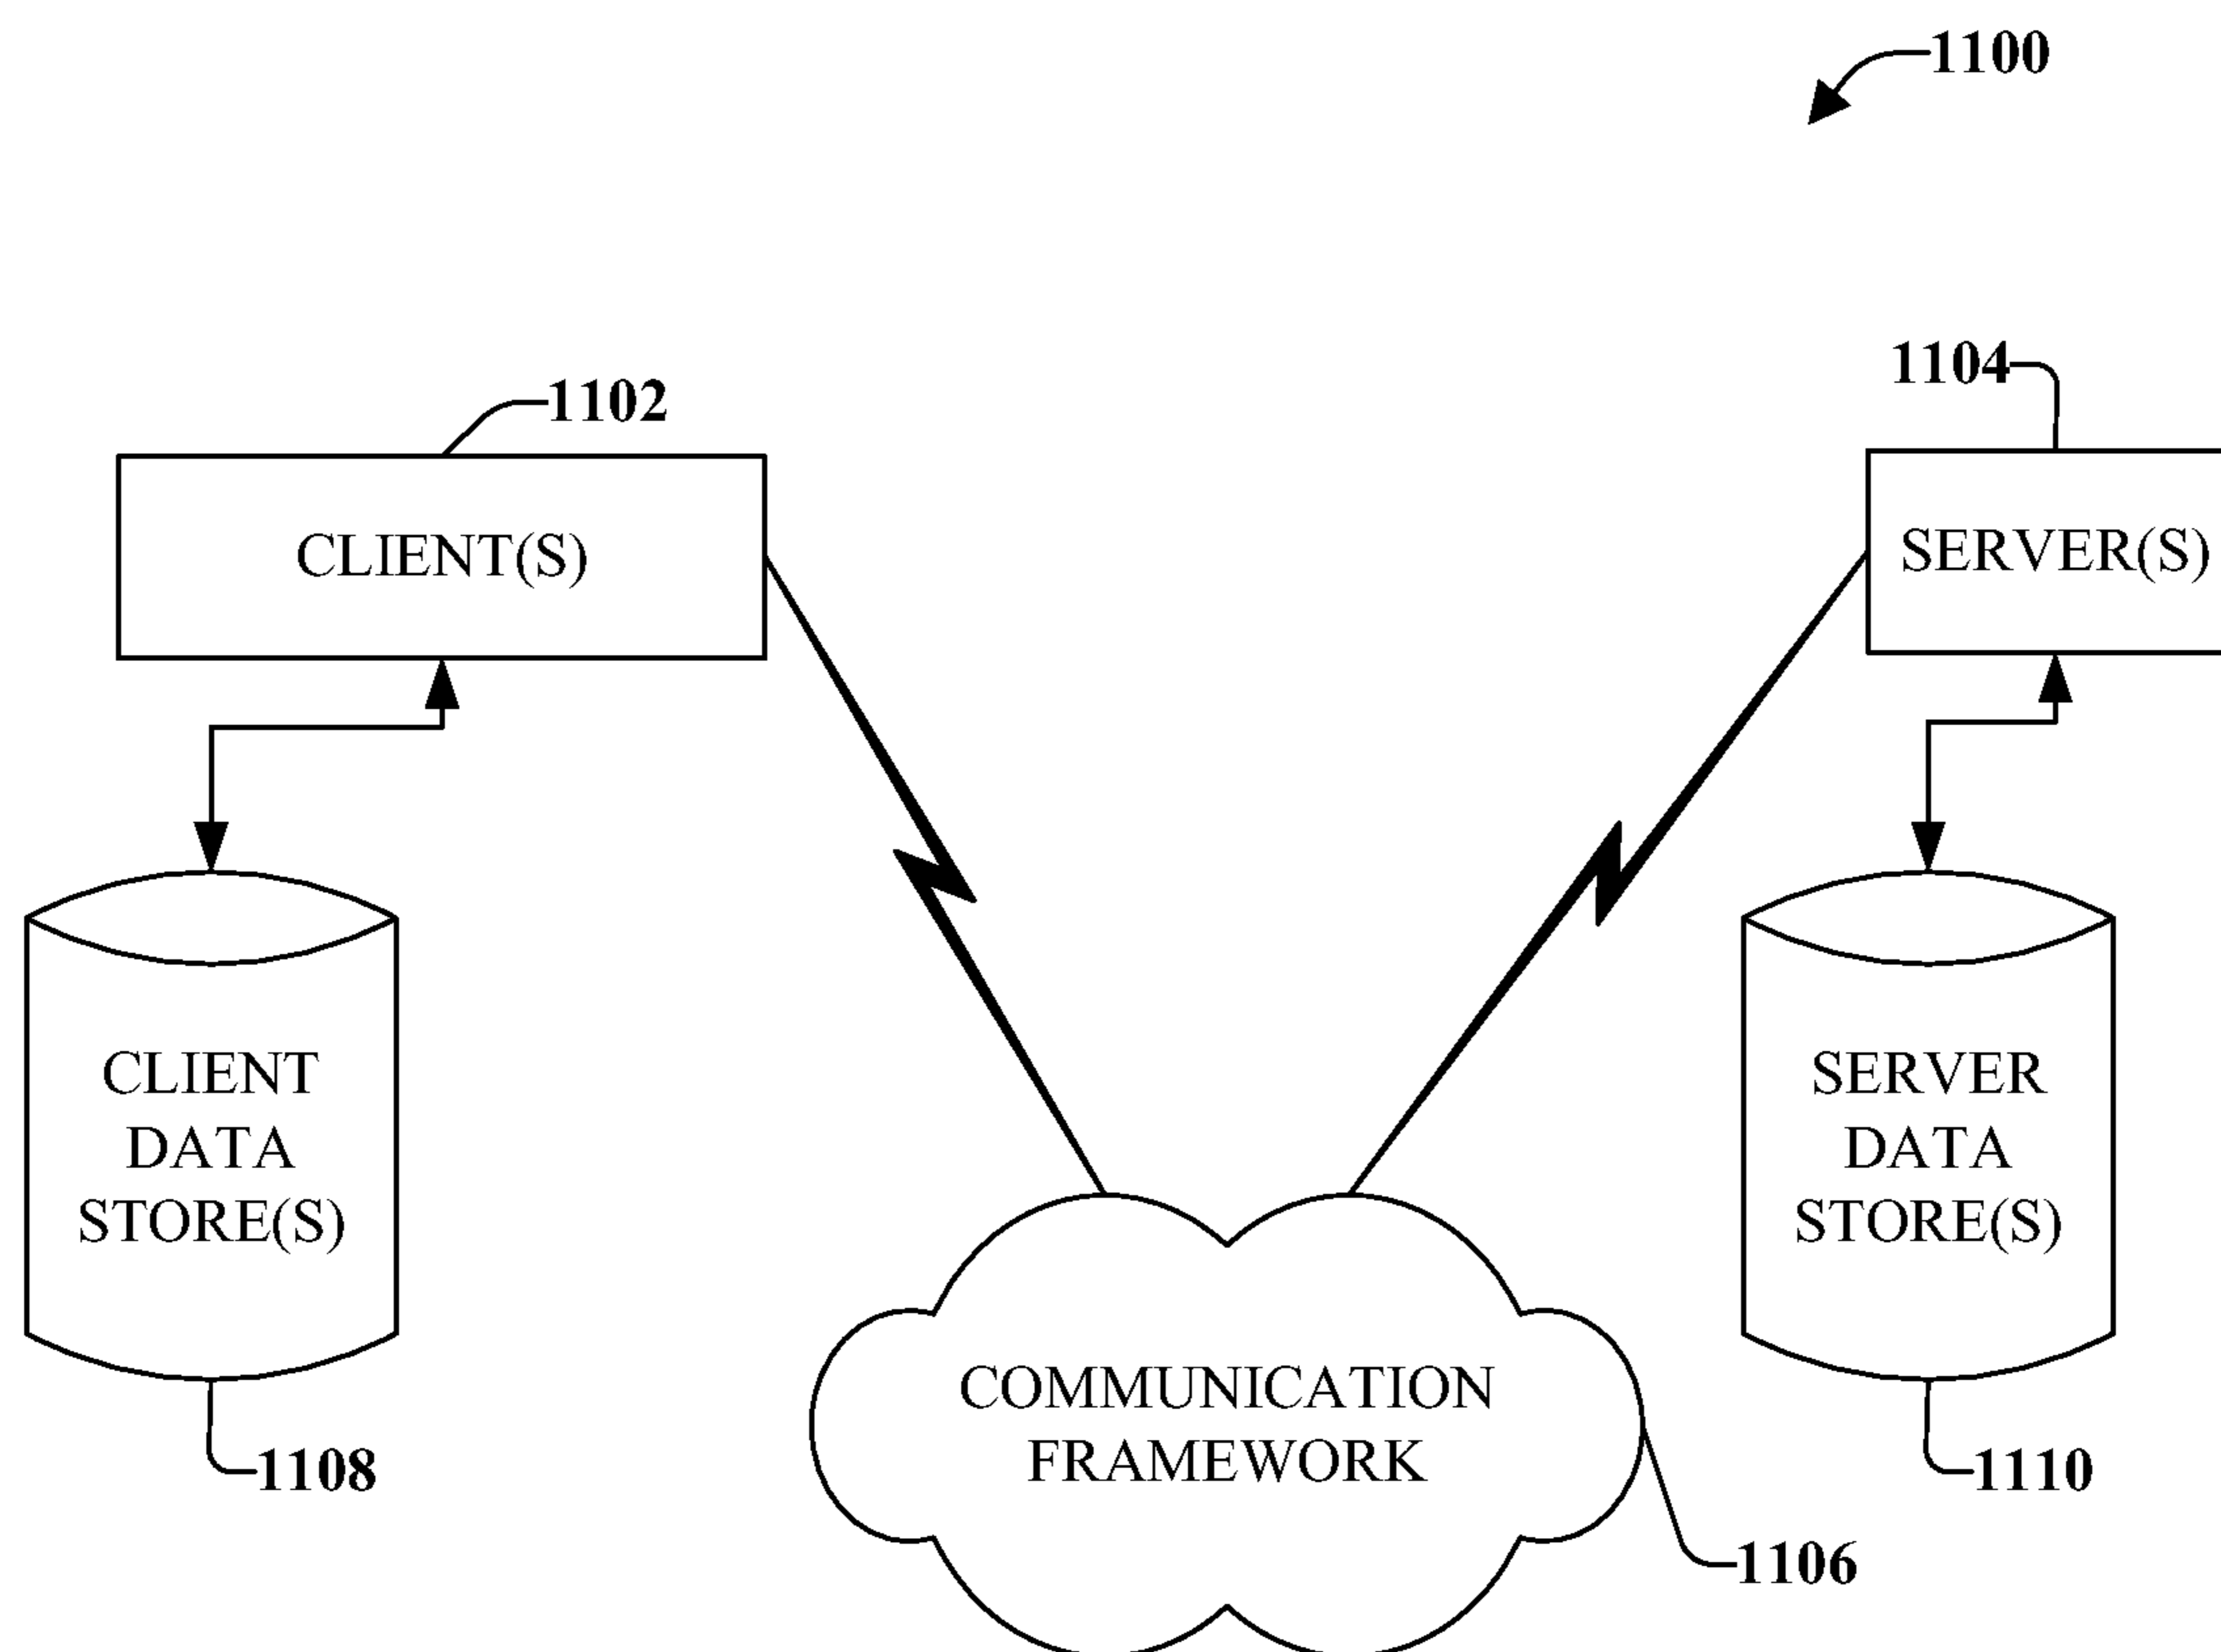 1100
1102
1104
CLIENT(S)
SERVER(S)
CLIENT
DATA
STORE(S)
SERVER
DATA
STORE(S)
COMMUNICATION
FRAMEWORK
1108
1110
1106